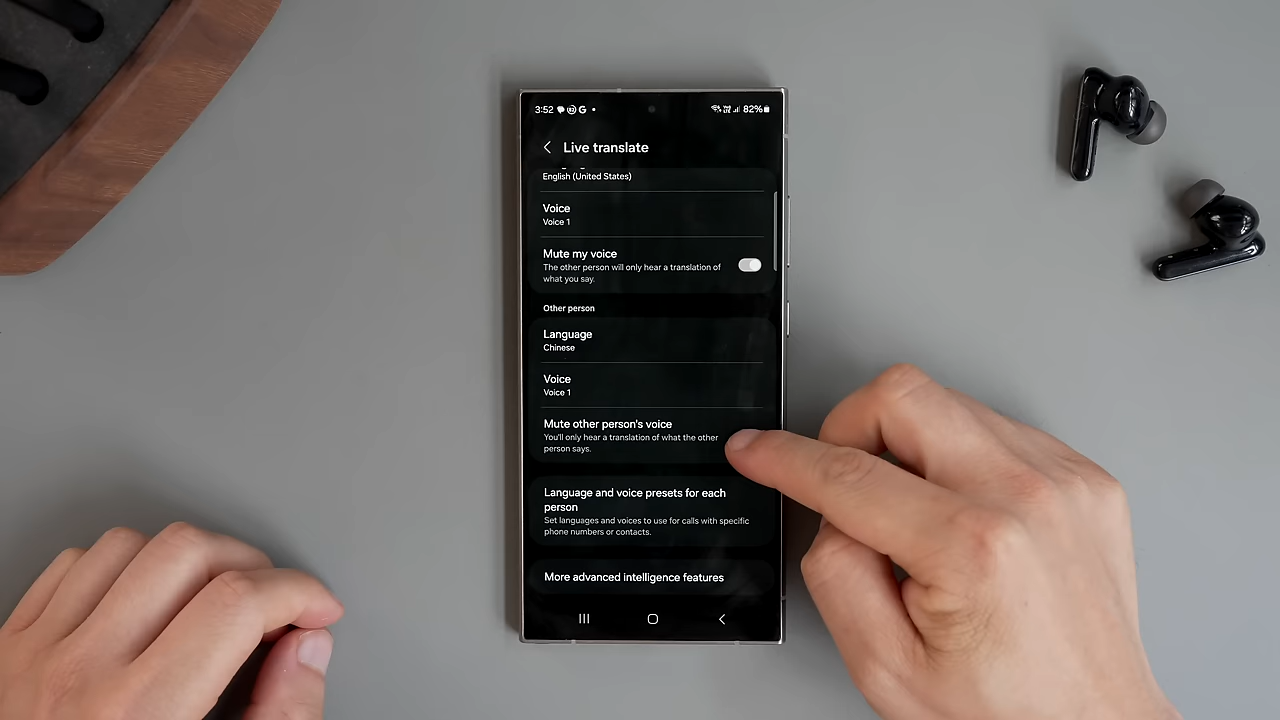 3:52
82%
Live translate
English (United States)
Voice
Voice 1
Mute my voice
The other person will only hear a translation of
what you say.
Other person
Language
Chinese
Voice
Voice 1
Mute other person's voice
You'll only hear a translation of what the other
person says.
Language and voice presets for each
person
Set languages and voices to use for calls with specific
phone numbers or contacts.
More advanced intelligence features